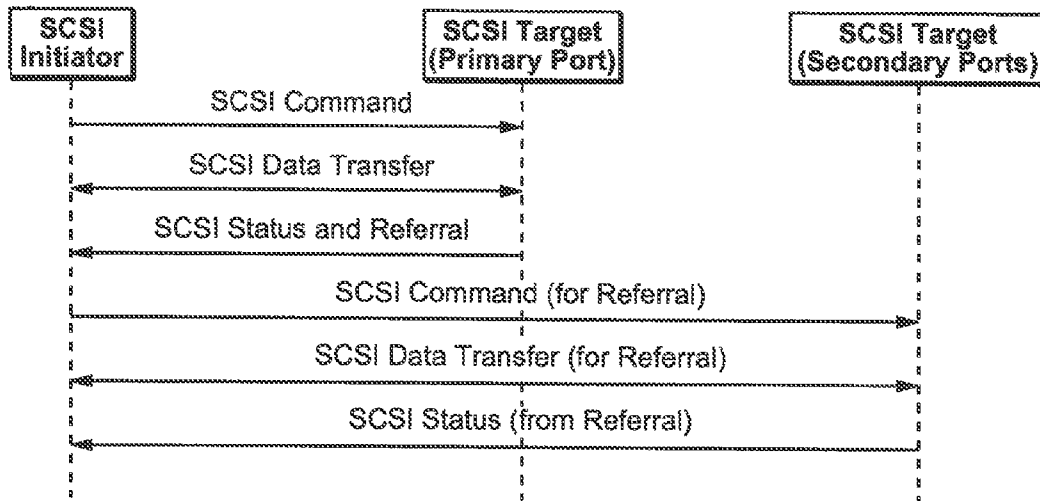 SCSI
Initiator
SCSI Target
(Primary Port)
SCSI Target
(Secondary Ports)
SCSI Command
SCSI Data Transfer
SCSI Status and Referral
SCSI Command (for Referral)
SCSI Data Transfer (for Referral)
SCSI Status (from Referral)